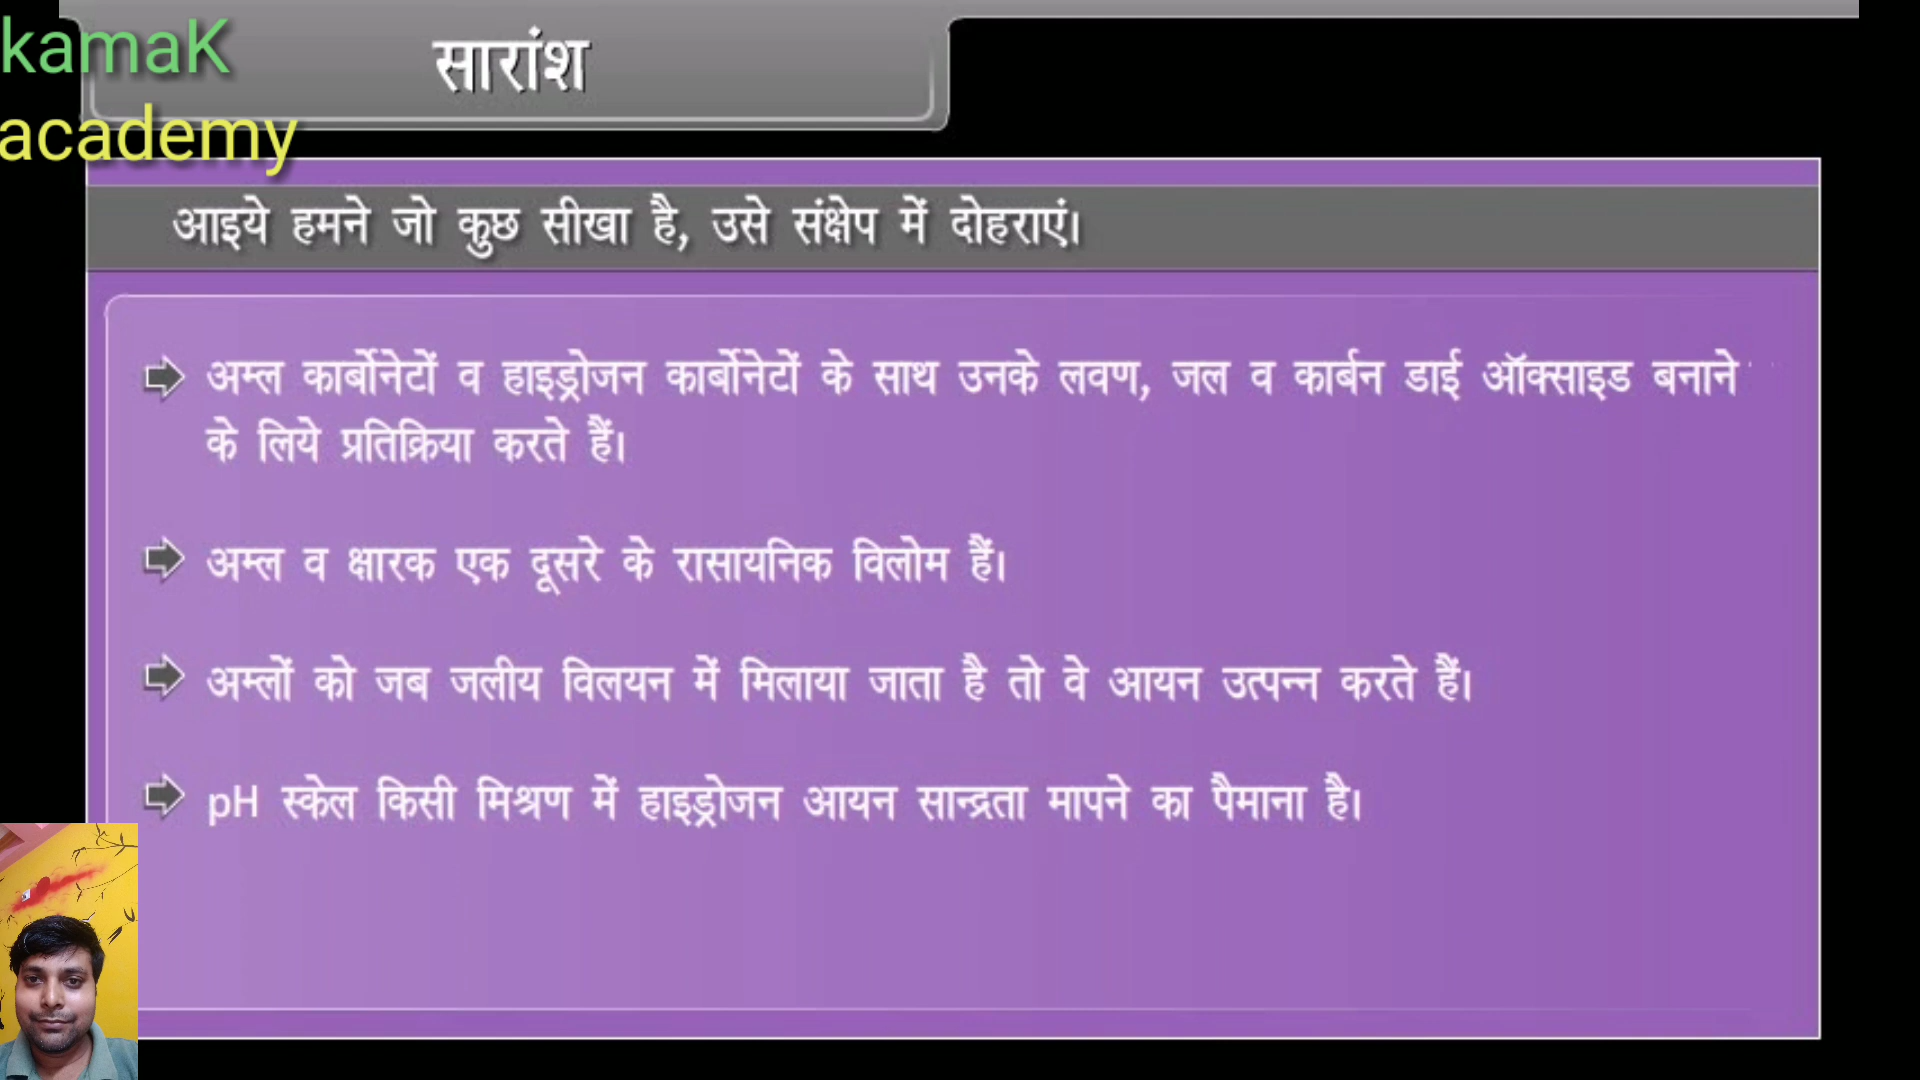 kamaK
academy
सारांश
आइये हमने जो कुछ सीखा है, उसे संक्षेप में दोहराएं।
अम्ल कार्बोनेटों व हाइड्रोजन कार्बोनेटों के साथ उनके लवण, जल व कार्बन डाई ऑक्साइड बनाने
के लिये प्रतिक्रिया करते हैं।
अम्ल व क्षारक एक दूसरे के रासायनिक विलोम हैं।
अम्लों को जब जलीय विलयन में मिलाया जाता है तो वे आयन उत्पन्न करते हैं।
pH स्केल किसी मिश्रण में हाइड्रोजन आयन सान्द्रता मापने का पैमाना है।